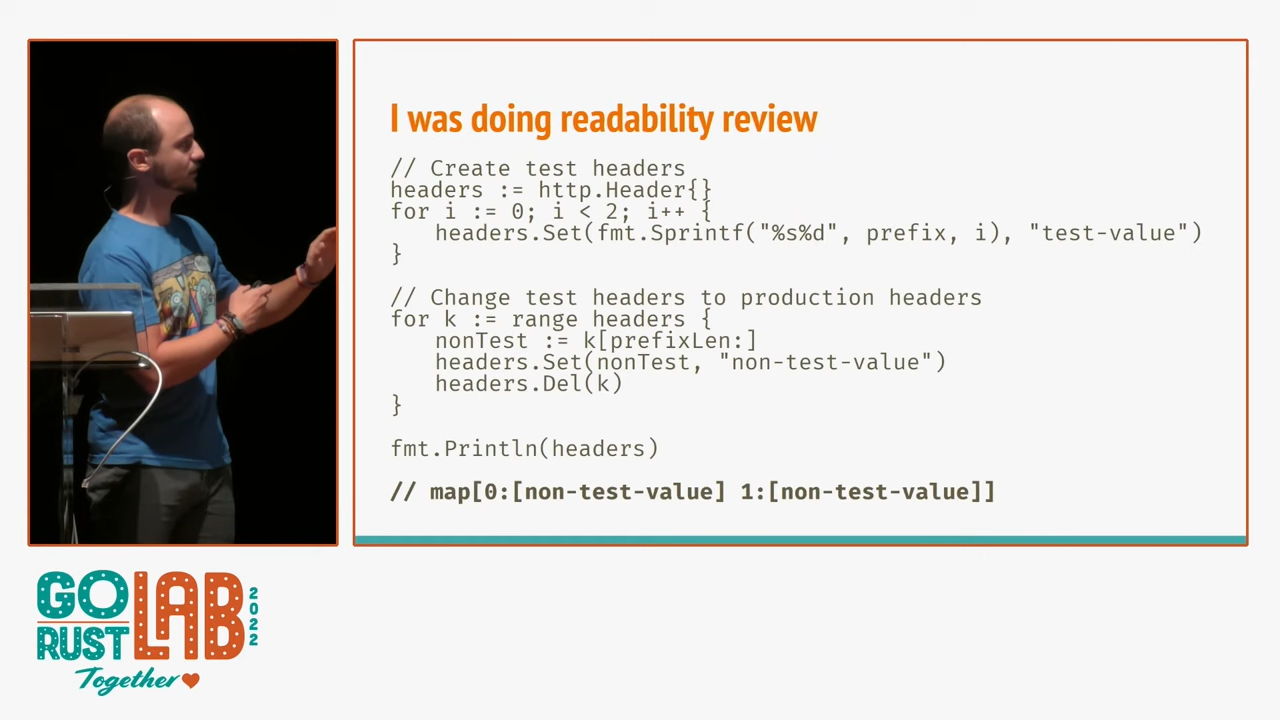 I was doing readability review
// Create test headers
headers := http.Header{}
for i := 0; i < 2; i++ {
headers.Set(fmt.Sprintf("%s%d", prefix, i), "test-value")
}
// Change test headers to production headers
for k := range headers {
nonTest := k[prefixLen:]
headers.Set(nonTest, "non-test-value")
headers.Del(k)
}
fmt.Println(headers)
// map[0:[non-test-value] 1:[non-test-value]]
GO
RUST
LAB
2022
Together